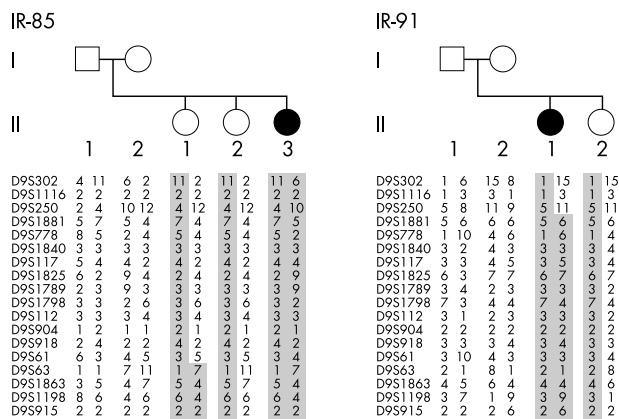 IR-85
I
II
1 2 1 2 3
D9S302 4 11 6 2 11 2 11 2 11 6
D9S1116 2 2 2 2 2 2 2 2 2 2
D9S250 2 4 10 12 4 12 4 12 4 10
D9S1881 5 7 5 4 7 4 7 4 7 5
D9S778 8 5 2 4 5 4 5 4 5 2
D9S1840 3 3 3 3 3 3 3 3 3 3
D9S117 5 4 4 2 4 2 4 2 4 4
D9S1825 6 2 9 4 2 4 2 4 2 9
D9S1789 2 3 9 3 3 3 3 3 3 9
D9S1798 3 3 2 6 3 6 3 6 3 2
D9S112 3 3 3 4 3 4 3 4 3 3
D9S904 1 2 1 1 2 1 2 1 2 1
D9S918 2 4 2 2 4 2 4 2 4 2
D9S61 6 3 4 5 3 5 3 5 3 4
D9S63 1 1 7 11 1 7 1 11 1 7
D9S1863 3 5 4 7 5 4 5 7 5 4
D9S1198 8 6 4 6 6 4 6 6 6 4
D9S915 2 2 2 2 2 2 2 2 2 2
IR-91
I
II
1 2 1 2
D9S302 1 6 15 8 1 15 1 15
D9S1116 1 3 3 1 1 3 1 3
D9S250 5 8 11 9 5 11 5 11
D9S1881 5 6 6 6 5 6 5 6
D9S778 1 10 4 6 1 6 1 4
D9S1840 3 2 4 3 3 3 3 4
D9S117 3 3 4 5 3 5 3 4
D9S1825 6 3 7 7 6 7 6 7
D9S1789 3 4 2 3 3 3 3 2
D9S1798 7 3 4 4 7 4 7 4
D9S112 3 1 2 3 3 3 3 2
D9S904 2 2 2 2 2 2 2 2
D9S918 3 3 3 4 3 4 3 3
D9S61 3 10 4 3 3 3 3 4
D9S63 2 1 8 1 2 1 2 8
D9S1863 4 5 6 4 4 4 4 6
D9S1198 3 7 1 9 3 9 3 1
D9S915 2 2 2 2 2 2 2 2